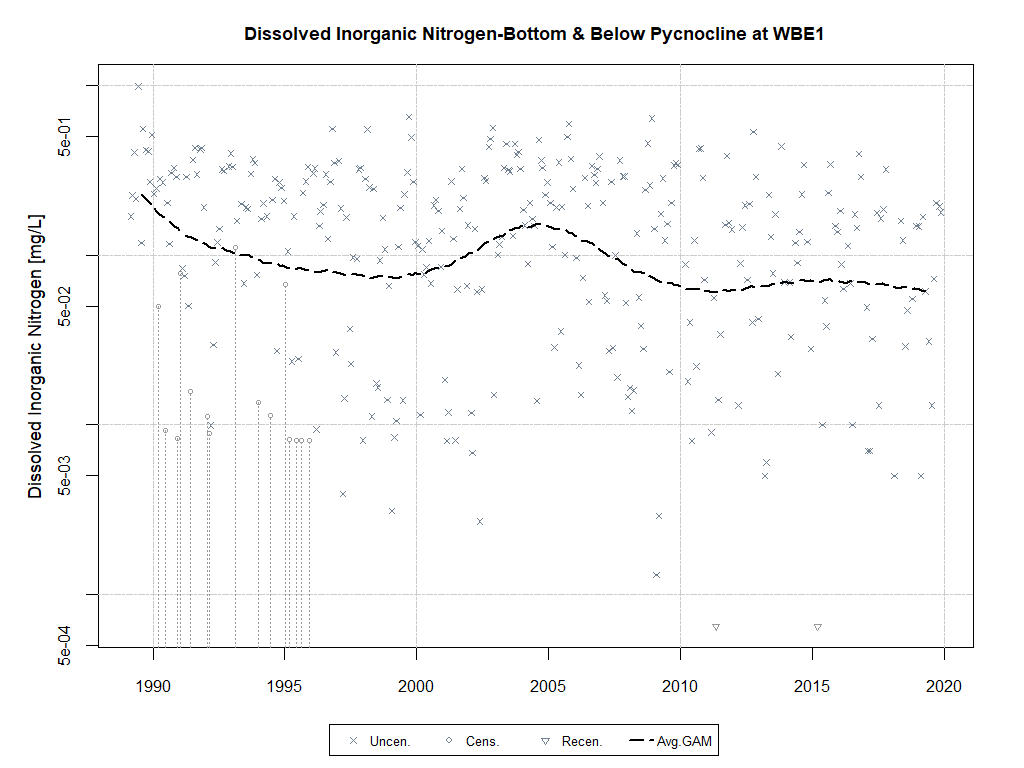 Dissolved Inorganic Nitrogen-Bottom & Below Pycnocline at WBE1
Dissolved Inorganic Nitrogen [mg/L]
5e-01
5e-02
5e-03
5e-04
1990 1995 2000 2005 2010 2015 2020
Uncen. Cens. Recen. Avg.GAM